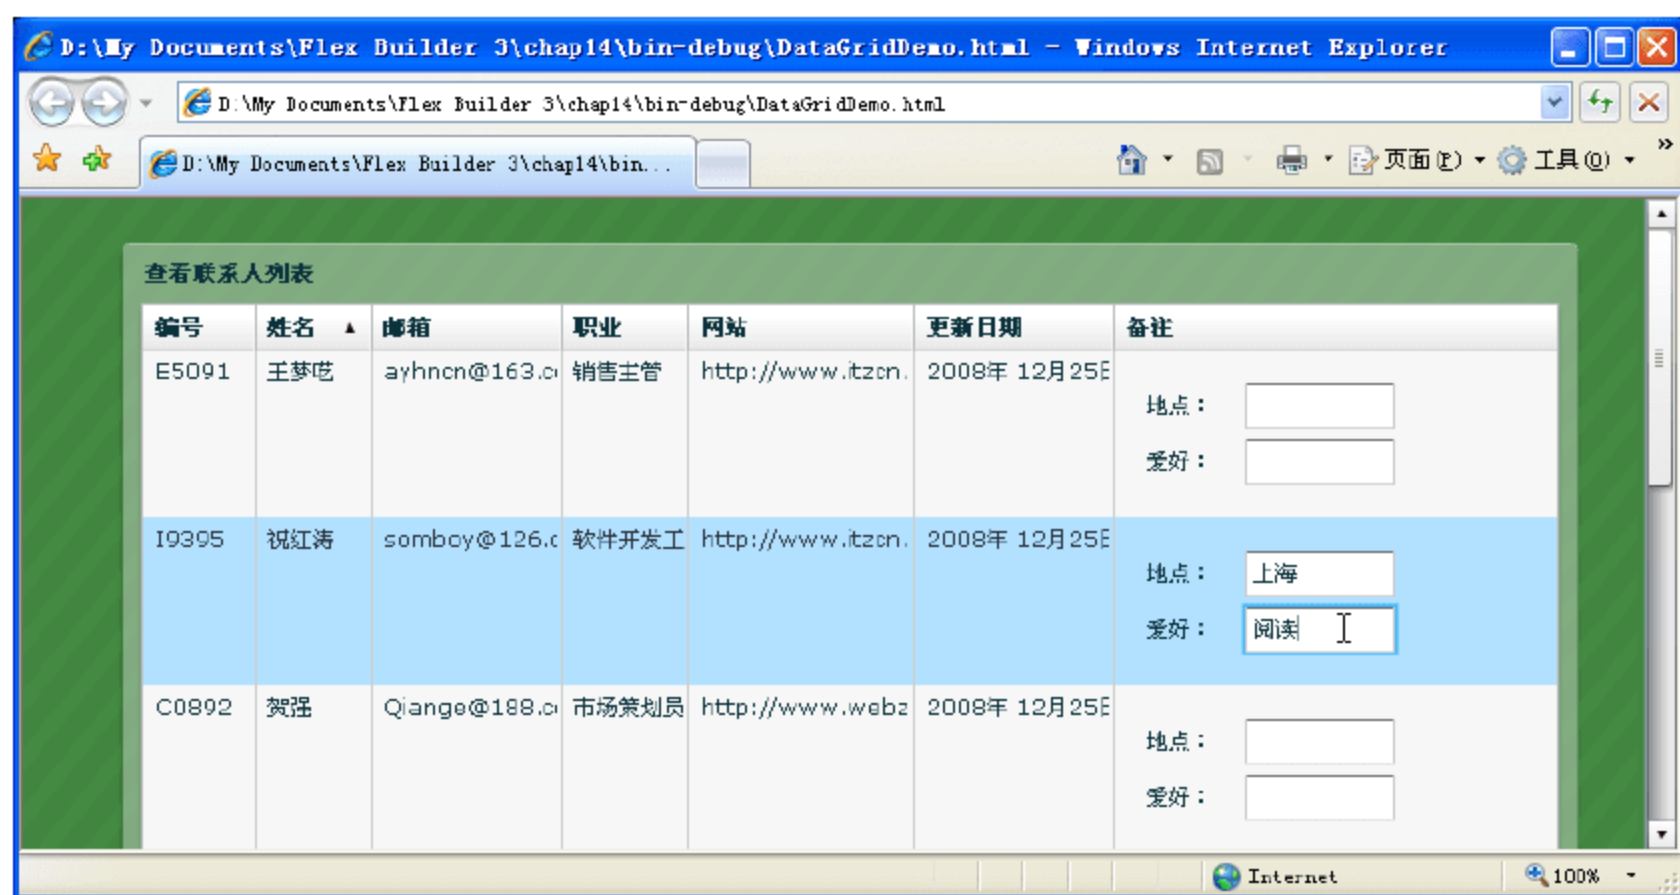 D:\My Documents\Flex Builder 3\chap14\bin-debug\DataGridDemo.html - Windows Internet Explorer
D:\My Documents\Flex Builder 3\chap14\bin-debug\DataGridDemo.html
D:\My Documents\Flex Builder 3\chap14\bin... 页面(P) 工具(O) »
查看联系人列表
编号 姓名 ▲ 邮箱 职业 网站 更新日期 备注
E5091 王梦 ayhncn@163.c 销售主管 http://www.itzcn. 2008年 12月25日
地点：
爱好：
I9395 祝红涛 somboy@126.c 软件开发工 http://www.itzcn. 2008年 12月25日
地点： 上海
爱好： 阅读
C0892 贺强 Qiange@188.c 市场策划员 http://www.webz 2008年 12月25日
地点：
爱好：
Internet 100%